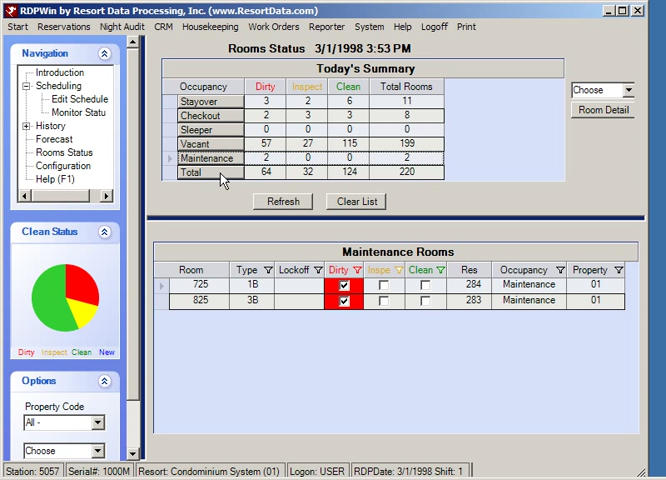 RDPWin by Resort Data Processing, Inc. (www.ResortData.com)
Start Reservations Night Audit CRM Housekeeping Work Orders Reporter System Help Logoff Print
Navigation
Introduction
Scheduling
Edit Schedule
Monitor Statu
History
Forecast
Rooms Status
Configuration
Help (F1)
Clean Status
Dirty Inspect Clean New
Options
Property Code
All -
Choose
Rooms Status 3/1/1998 3:53 PM
Today's Summary
Occupancy Dirty Inspect Clean Total Rooms
Stayover 3 2 6 11
Checkout 2 3 3 8
Sleeper 0 0 0 0
Vacant 57 27 115 199
Maintenance 2 0 0 2
Total 64 32 124 220
Choose
Room Detail
Refresh Clear List
Maintenance Rooms
Room Type Lockoff Dirty Inspe Clean Res Occupancy Property
725 1B 284 Maintenance 01
825 3B 283 Maintenance 01
Station: 5057 Serial#: 1000M Resort: Condominium System (01) Logon: USER RDPDate: 3/1/1998 Shift: 1